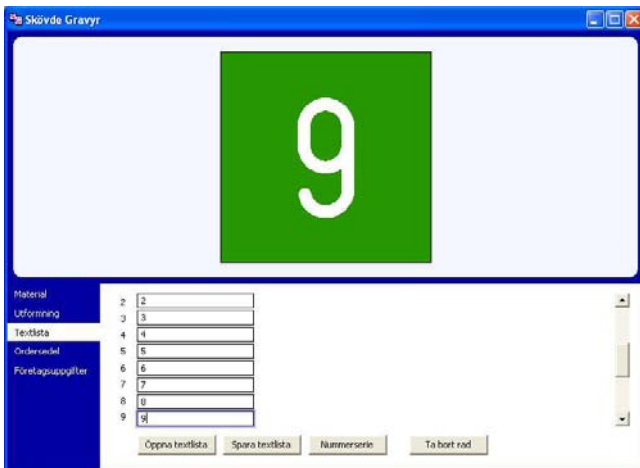 Skövde Gravyr
9
Material
Utformning
Textlista
Ordersedel
Företagsuppgifter
2 2
3 3
4 4
5 5
6 6
7 7
8 8
9 9
Öppna textlista Spara textlista Nummerserie Ta bort rad